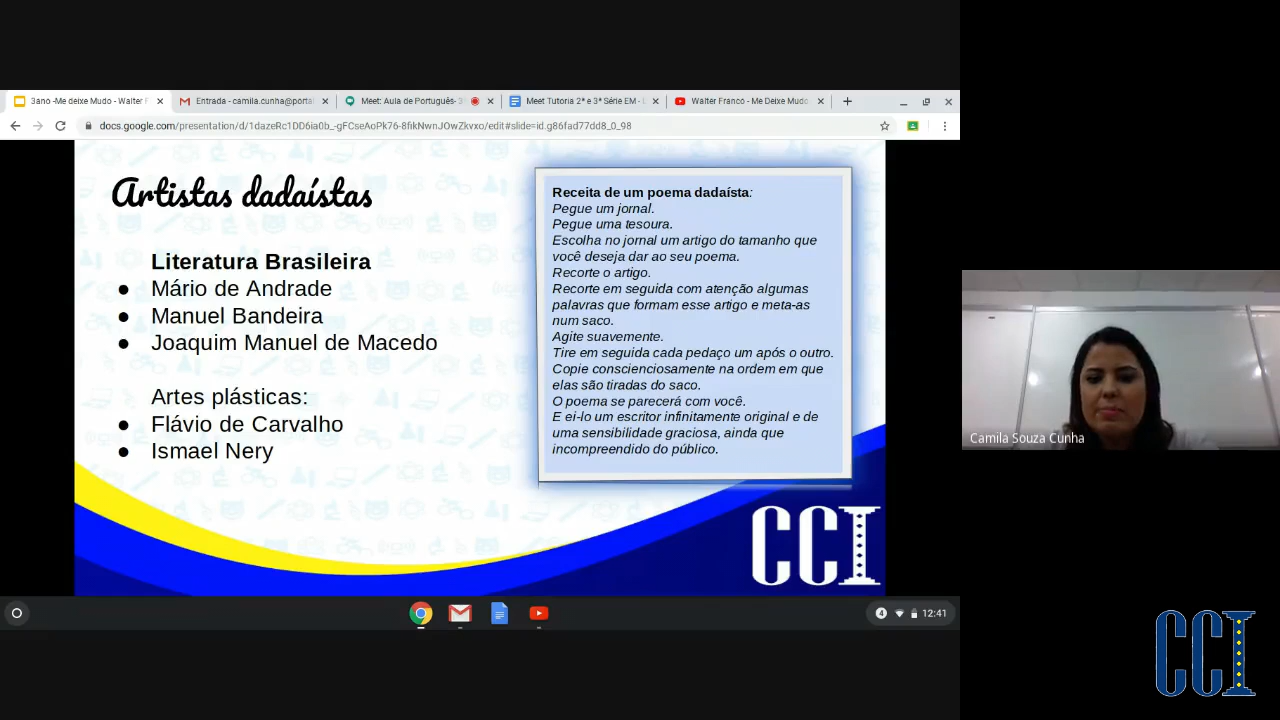 3ano -Me deixe Mudo - Walter F
Entrada - camila.cunha@portal
Meet: Aula de Português- 3
Meet Tutoria 2ª e 3ª Série EM -
Walter Franco - Me Deixe Mudo
docs.google.com/presentation/d/1dazeRc1DD6ia0b_-gFCseAoPk76-8fikNwnJOwZkvxo/edit#slide=id.g86fad77dd8_0_98
Artistas dadaístas
Literatura Brasileira
● Mário de Andrade
● Manuel Bandeira
● Joaquim Manuel de Macedo
Artes plásticas:
● Flávio de Carvalho
● Ismael Nery
Receita de um poema dadaísta:
Pegue um jornal.
Pegue uma tesoura.
Escolha no jornal um artigo do tamanho que
você deseja dar ao seu poema.
Recorte o artigo.
Recorte em seguida com atenção algumas
palavras que formam esse artigo e meta-as
num saco.
Agite suavemente.
Tire em seguida cada pedaço um após o outro.
Copie conscienciosamente na ordem em que
elas são tiradas do saco.
O poema se parecerá com você.
E ei-lo um escritor infinitamente original e de
uma sensibilidade graciosa, ainda que
incompreendido do público.
CCI
4 12:41
Camila Souza Cunha
CCI